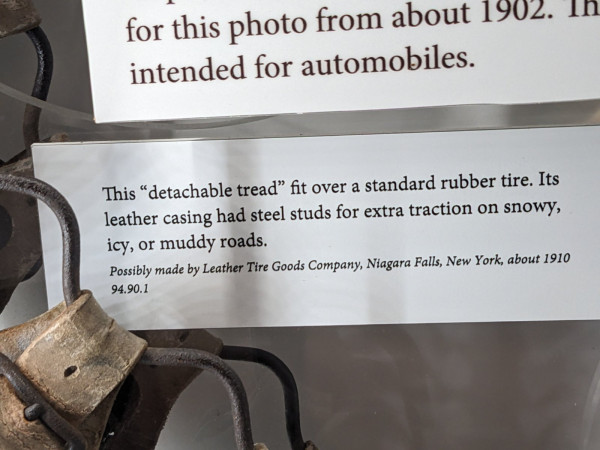 for this photo from about 1902. Th
intended for automobiles.
This “detachable tread” fit over a standard rubber tire. Its
leather casing had steel studs for extra traction on snowy,
icy, or muddy roads.
Possibly made by Leather Tire Goods Company, Niagara Falls, New York, about 1910
94.90.1